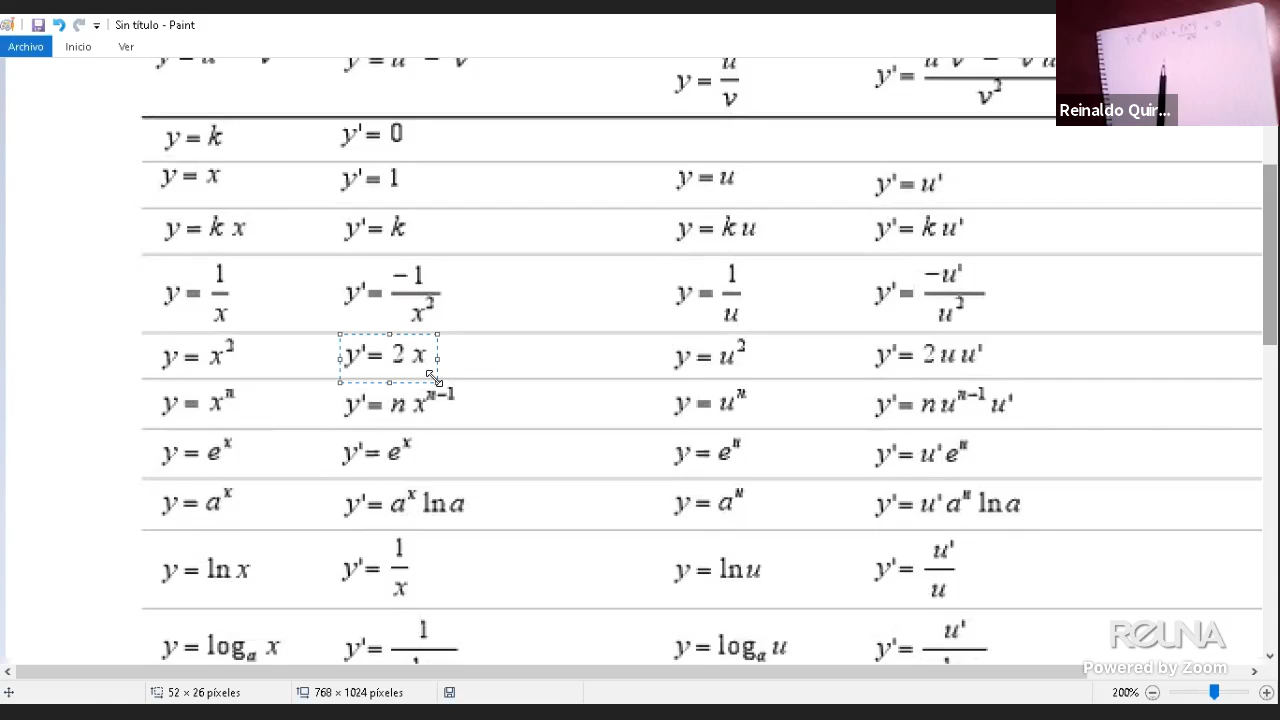 Sin título - Paint
Archivo Inicio Ver
y = u/v y' =
Reinaldo Quir...
y = k y' = 0
y = x y' = 1 y = u y' = u'
y = k x y' = k y = k u y' = k u'
y = 1/x y' = -1/x² y = 1/u y' = -u'/u²
y = x² y' = 2 x y = u² y' = 2 u u'
y = xⁿ y' = n xⁿ⁻¹ y = uⁿ y' = n uⁿ⁻¹ u'
y = eˣ y' = eˣ y = eᵘ y' = u' eᵘ
y = aˣ y' = aˣ ln a y = aᵘ y' = u' aᵘ ln a
y = ln x y' = 1/x y = ln u y' = u'/u
y = logₐ x y' = 1 y = logₐ u y' = u'
REUNA
Powered by Zoom
52 × 26 píxeles 768 × 1024 píxeles 200%